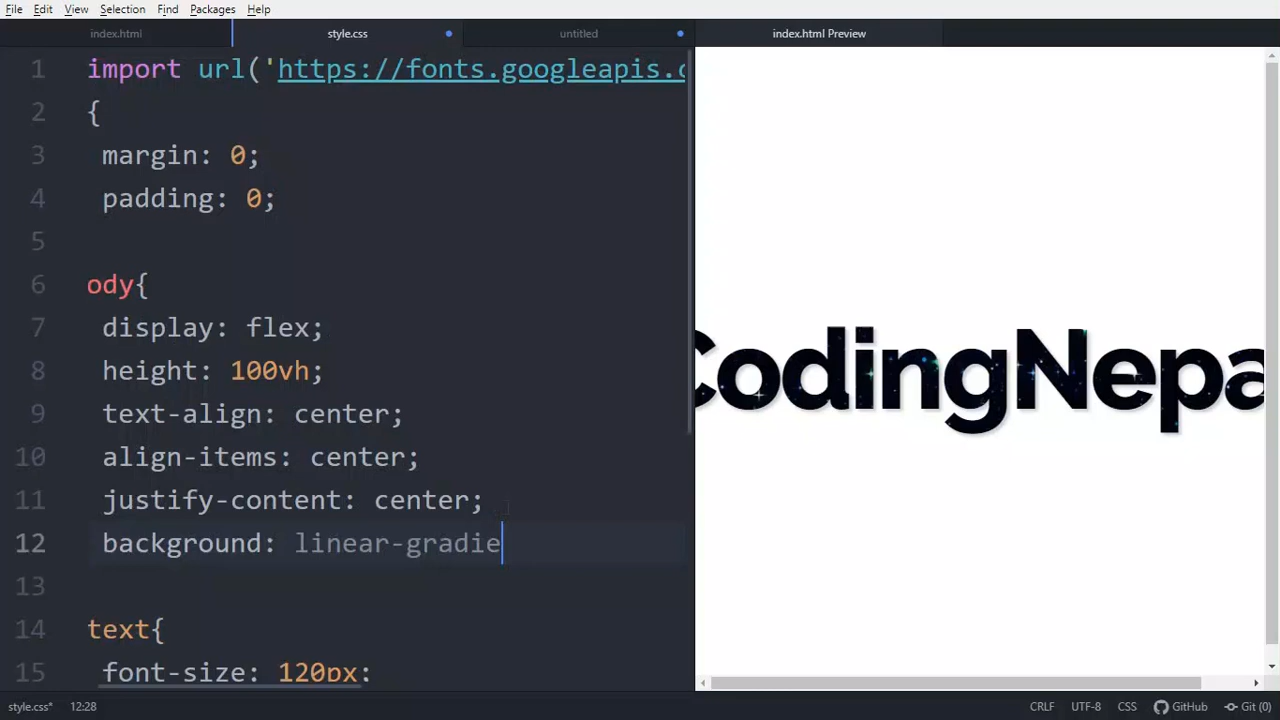 File Edit View Selection Find Packages Help
index.html style.css untitled index.html Preview
1 import url('https://fonts.googleapis.c
2 {
3 margin: 0;
4 padding: 0;
5
6 ody{
7 display: flex;
8 height: 100vh;
9 text-align: center;
10 align-items: center;
11 justify-content: center;
12 background: linear-gradie
13
14 text{
15 font-size: 120px;
CodingNepa
style.css* 12:28 CRLF UTF-8 CSS GitHub Git (0)